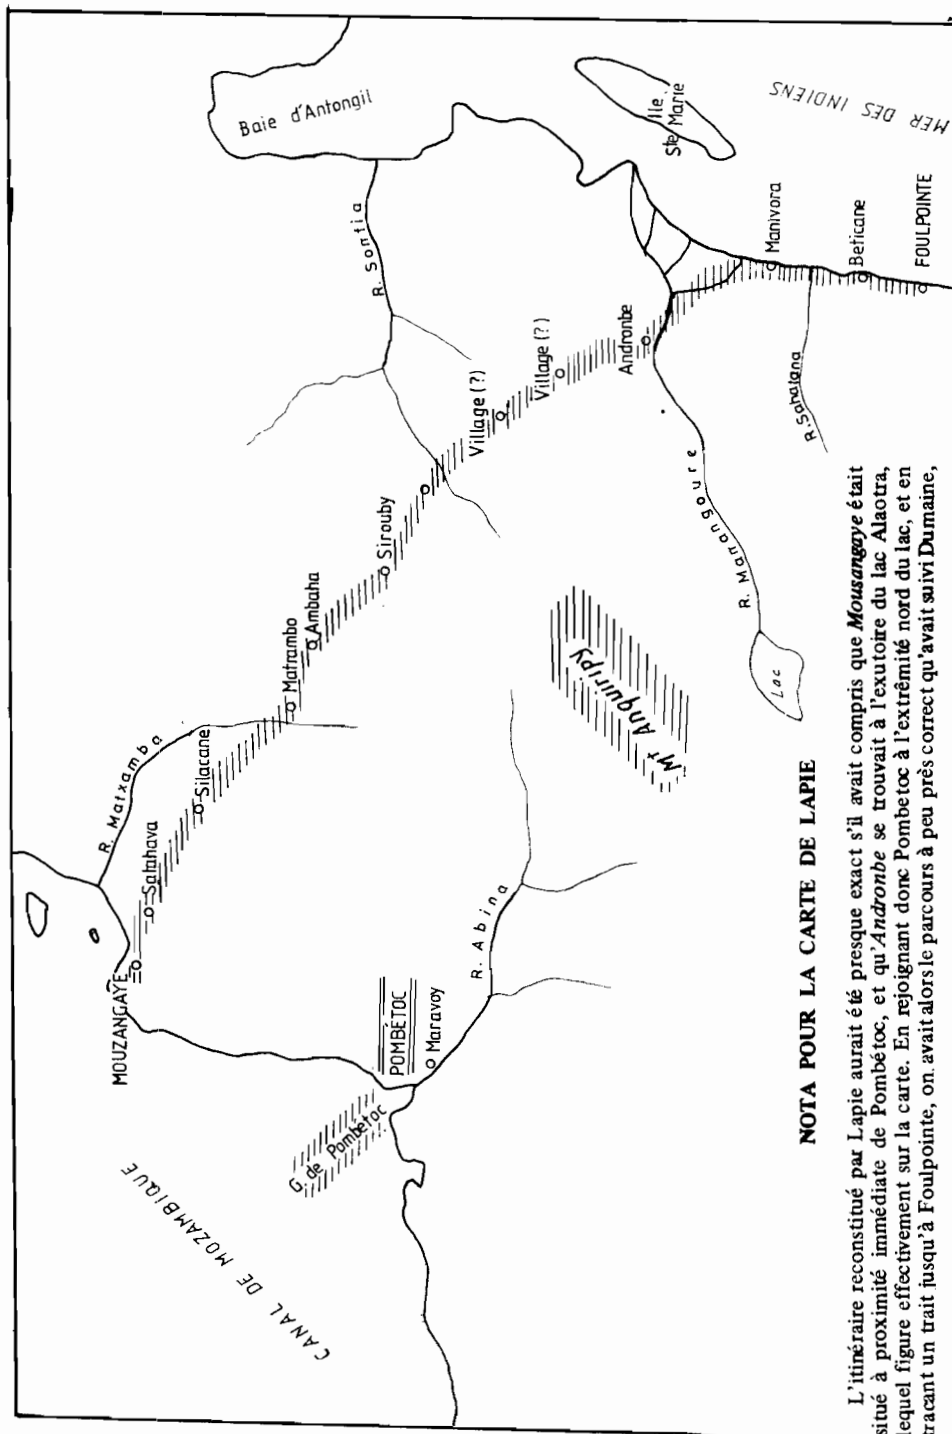 Baie d'Antongil
Ile
Ste Marie
MER DES INDIENS
R. Sontia
Manivora
Beticane
FOULPOINTE
Andronbe
Village (?)
Village (?)
R. Sahatana
R. Manangoure
Sirouby
Ambaha
Matrambo
Silacane
R. Matxamba
Satahava
MOUZANGAYE
Lac
Mt Anguiripy
R. Abina
POMBÉTOC
Maravoy
G. de Pombétoc
CANAL DE MOZAMBIQUE
NOTA POUR LA CARTE DE LAPIE
L'itinéraire reconstitué par Lapie aurait été presque exact s'il avait compris que Mousangaye était
situé à proximité immédiate de Pombétoc, et qu'Andronbe se trouvait à l'exutoire du lac Alaotra,
lequel figure effectivement sur la carte. En rejoignant donc Pombetoc à l'extrêmité nord du lac, et en
tracant un trait jusqu'à Foulpointe, on avait alors le parcours à peu près correct qu'avait suivi Dumaine,